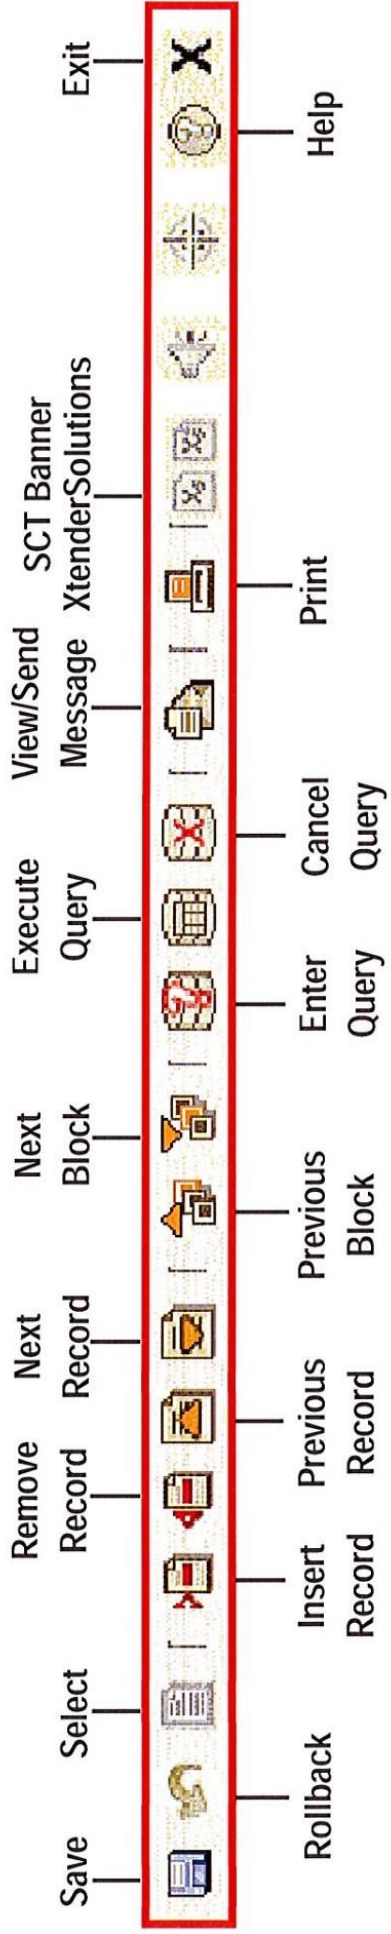 Save
Rollback
Select
Insert
Record
Remove
Record
Previous
Record
Next
Record
Previous
Block
Next
Block
Enter
Query
Execute
Query
Cancel
Query
View/Send
Message
Print
SCT Banner
XtenderSolutions
Help
Exit